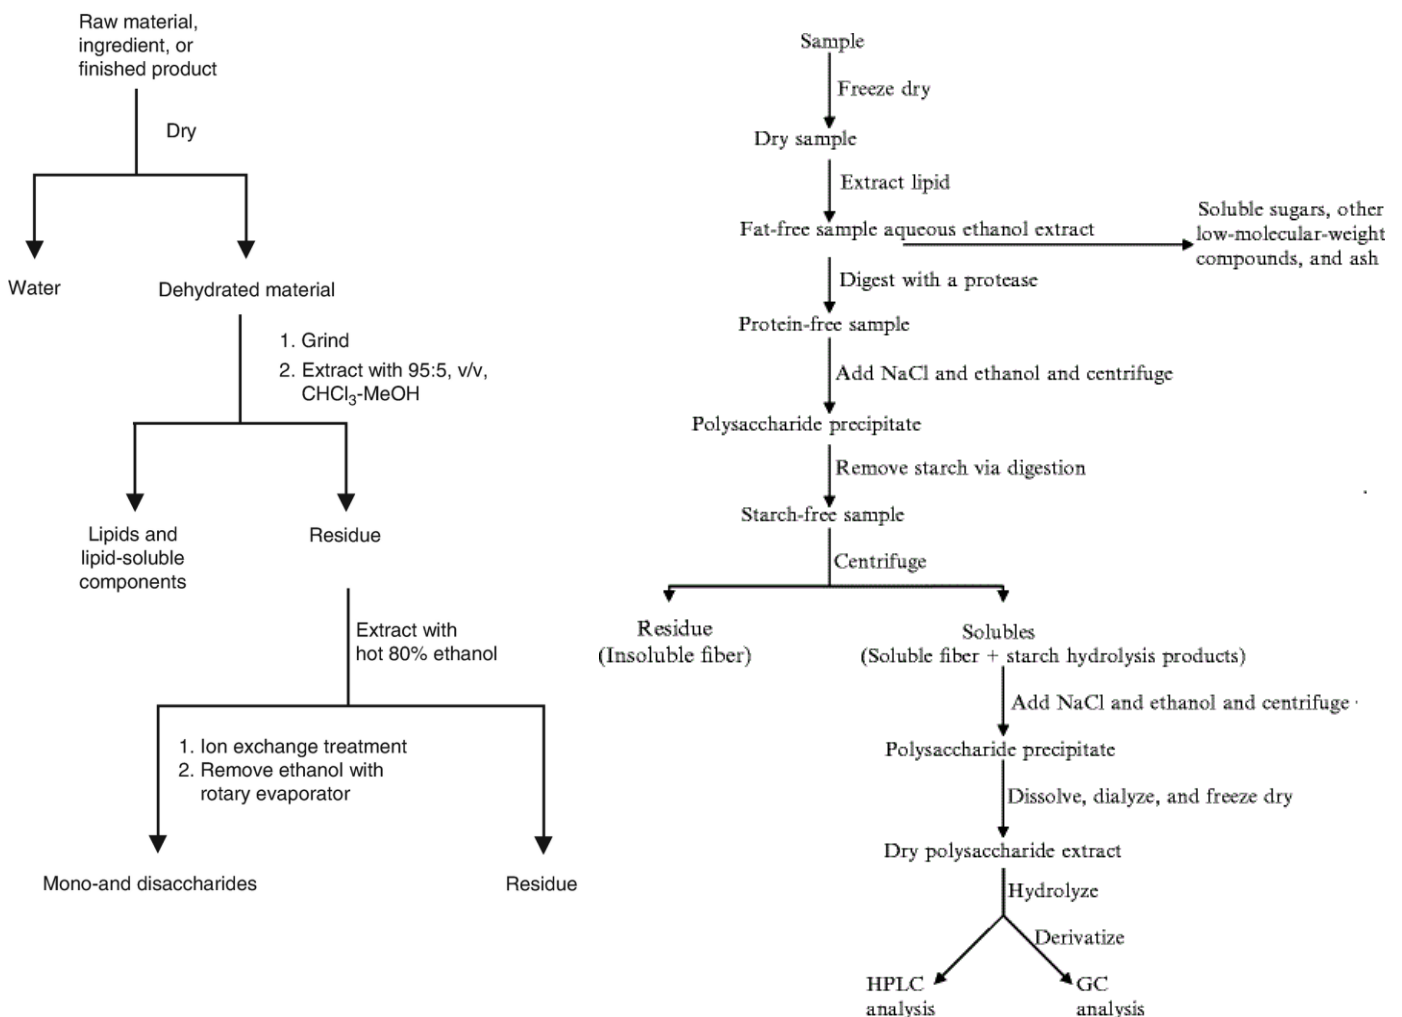 Raw material,
ingredient, or
finished product
Dry
Water
Dehydrated material
1. Grind
2. Extract with 95:5, v/v,
CHCl3-MeOH
Lipids and
lipid-soluble
components
Residue
Extract with
hot 80% ethanol
1. Ion exchange treatment
2. Remove ethanol with
rotary evaporator
Mono-and disaccharides
Residue
Sample
Freeze dry
Dry sample
Extract lipid
Fat-free sample aqueous ethanol extract
Soluble sugars, other
low-molecular-weight
compounds, and ash
Digest with a protease
Protein-free sample
Add NaCl and ethanol and centrifuge
Polysaccharide precipitate
Remove starch via digestion
Starch-free sample
Centrifuge
Residue
(Insoluble fiber)
Solubles
(Soluble fiber + starch hydrolysis products)
Add NaCl and ethanol and centrifuge
Polysaccharide precipitate
Dissolve, dialyze, and freeze dry
Dry polysaccharide extract
Hydrolyze
Derivatize
HPLC
analysis
GC
analysis